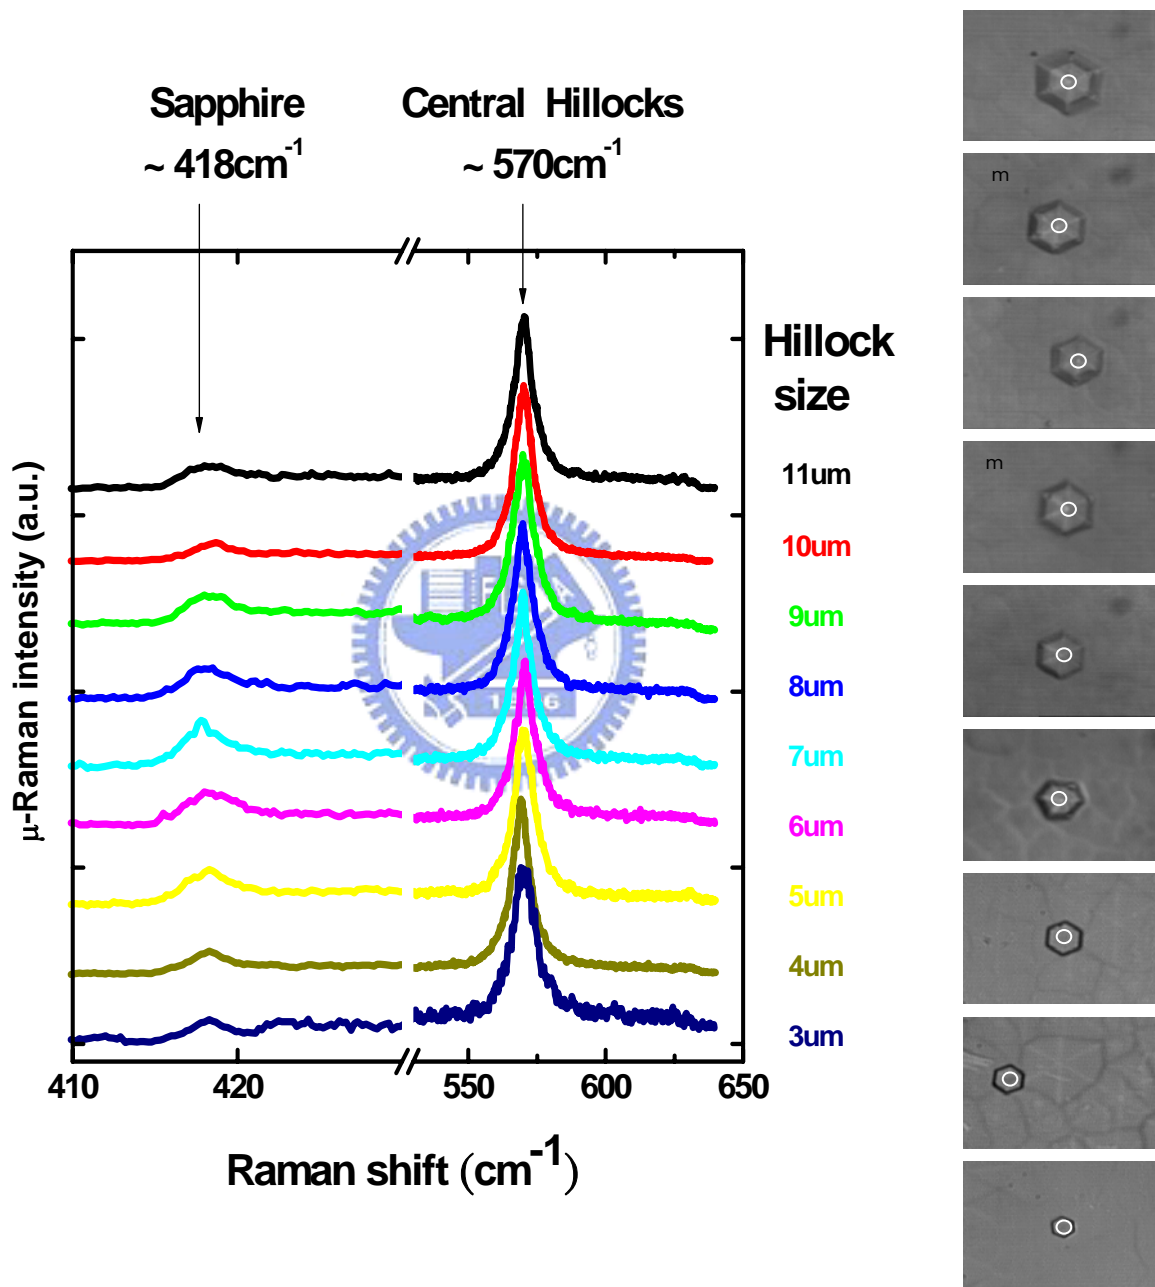 Sapphire
~ 418cm-1
Central Hillocks
~ 570cm-1
m
m
Hillock
size
11um
10um
9um
8um
7um
6um
5um
4um
3um
μ-Raman intensity (a.u.)
410 420 550 600 650
Raman shift (cm-1)